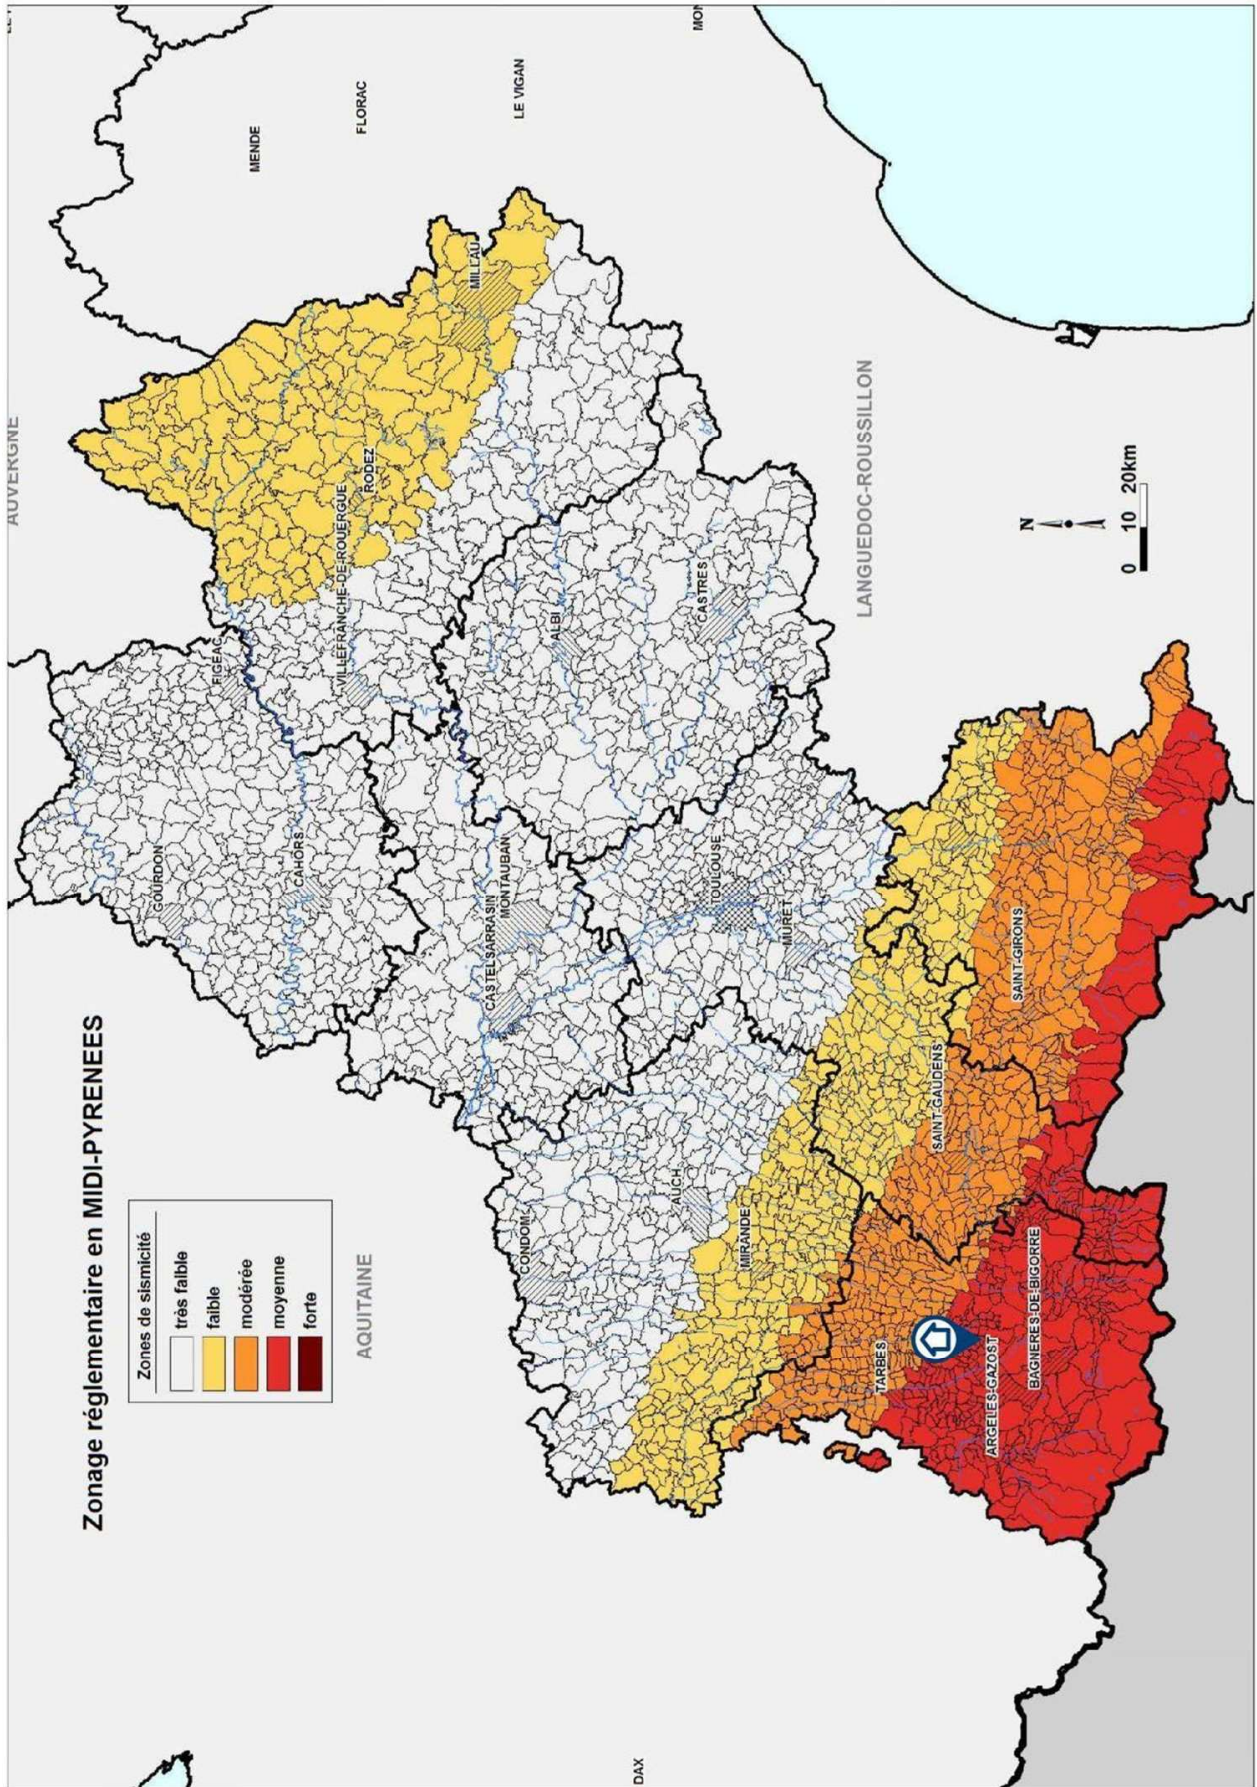 AUVERGNE
Zonage réglementaire en MIDI-PYRENEES
Zones de sismicité
très faible
faible
modérée
moyenne
forte
GOURDON
FIGEAC
MENDE
CAHORS
VILLEFRANCHE-DE-ROUERGUE
FLORAC
AQUITAINE
RODEZ
MILLAU
CASTELSARRASIN
MONTAUBAN
LE VIGAN
CONDOM
ALBI
DAX
AUCH
MON
CASTRES
TOULOUSE
MIRANDE
MURET
LANGUEDOC-ROUSSILLON
TARBES
SAINT-GAUDENS
ARGELES-GAZOST
SAINT-GIRONS
N
BAGNERES-DE-BIGORRE
0 10 20km